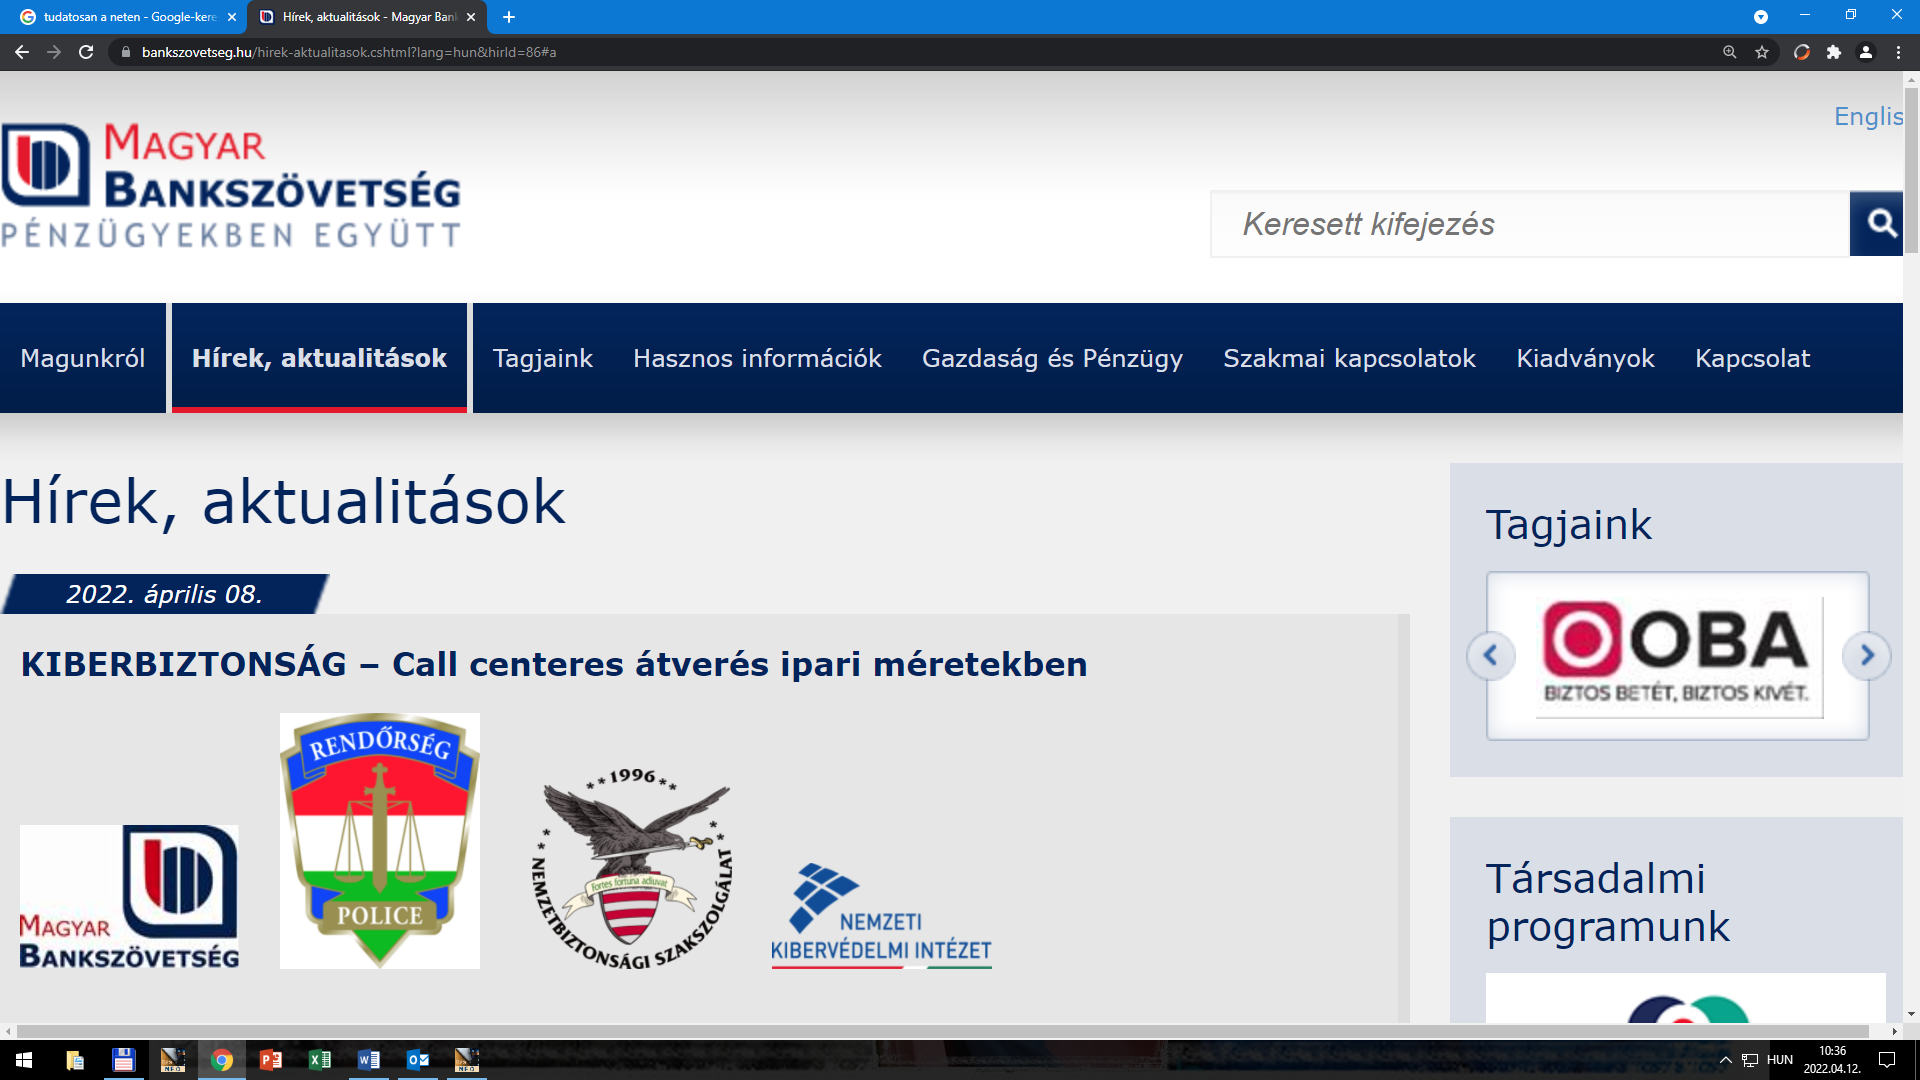 tudatosan a neten - Google-kere
Hírek, aktualitások - Magyar Bank
bankszovetseg.hu/hirek-aktualitasok.cshtml?lang=hun&hirId=86#a
Englis
MAGYAR
BANKSZÖVETSÉG
PÉNZÜGYEKBEN EGYÜTT
Keresett kifejezés
Magunkról
Hírek, aktualitások
Tagjaink
Hasznos információk
Gazdaság és Pénzügy
Szakmai kapcsolatok
Kiadványok
Kapcsolat
Hírek, aktualitások
2022. április 08.
KIBERBIZTONSÁG – Call centeres átverés ipari méretekben
MAGYAR
BANKSZÖVETSÉG
RENDŐRSÉG
POLICE
**1996**
* * NEMZETBIZTONSÁGI SZAKSZOLGÁLAT * *
Fortes fortuna adiuvat
NEMZETI
KIBERVÉDELMI INTÉZET
Tagjaink
OBA
BIZTOS BETÉT, BIZTOS KIVÉT.
Társadalmi
programunk
HUN
10:36
2022.04.12.